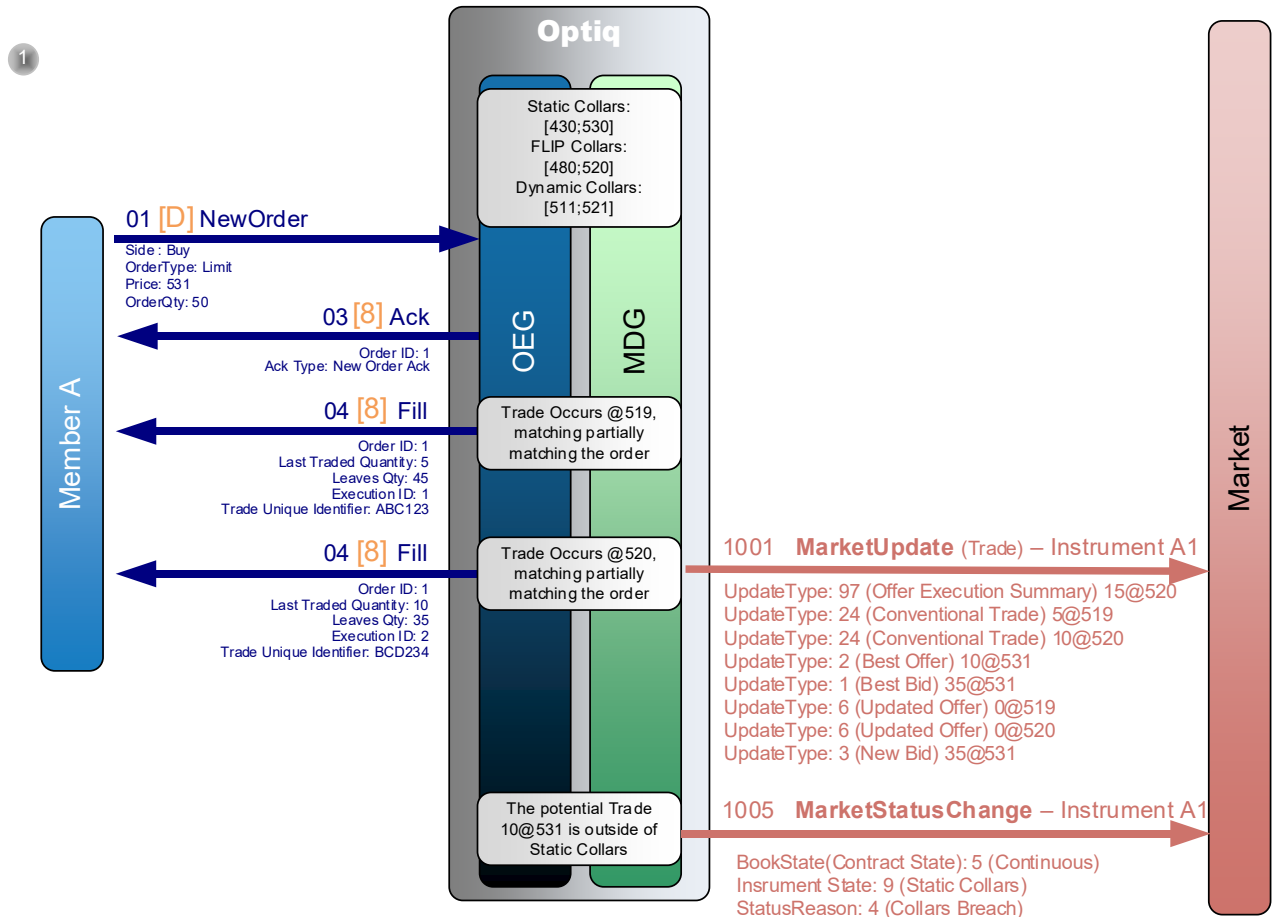 1
Optiq
Static Collars:
[430;530]
FLIP Collars:
[480;520]
Dynamic Collars:
[511;521]
01 [D] NewOrder
Side : Buy
OrderType: Limit
Price: 531
OrderQty: 50
03 [8] Ack
Order ID: 1
Ack Type: New Order Ack
OEG
MDG
Member A
Market
04 [8] Fill
Order ID: 1
Last Traded Quantity: 5
Leaves Qty: 45
Execution ID: 1
Trade Unique Identifier: ABC123
Trade Occurs @519,
matching partially
matching the order
04 [8] Fill
Order ID: 1
Last Traded Quantity: 10
Leaves Qty: 35
Execution ID: 2
Trade Unique Identifier: BCD234
Trade Occurs @520,
matching partially
matching the order
1001 MarketUpdate (Trade) – Instrument A1
UpdateType: 97 (Offer Execution Summary) 15@520
UpdateType: 24 (Conventional Trade) 5@519
UpdateType: 24 (Conventional Trade) 10@520
UpdateType: 2 (Best Offer) 10@531
UpdateType: 1 (Best Bid) 35@531
UpdateType: 6 (Updated Offer) 0@519
UpdateType: 6 (Updated Offer) 0@520
UpdateType: 3 (New Bid) 35@531
The potential Trade
10@531 is outside of
Static Collars
1005 MarketStatusChange – Instrument A1
BookState(Contract State): 5 (Continuous)
Insrument State: 9 (Static Collars)
StatusReason: 4 (Collars Breach)